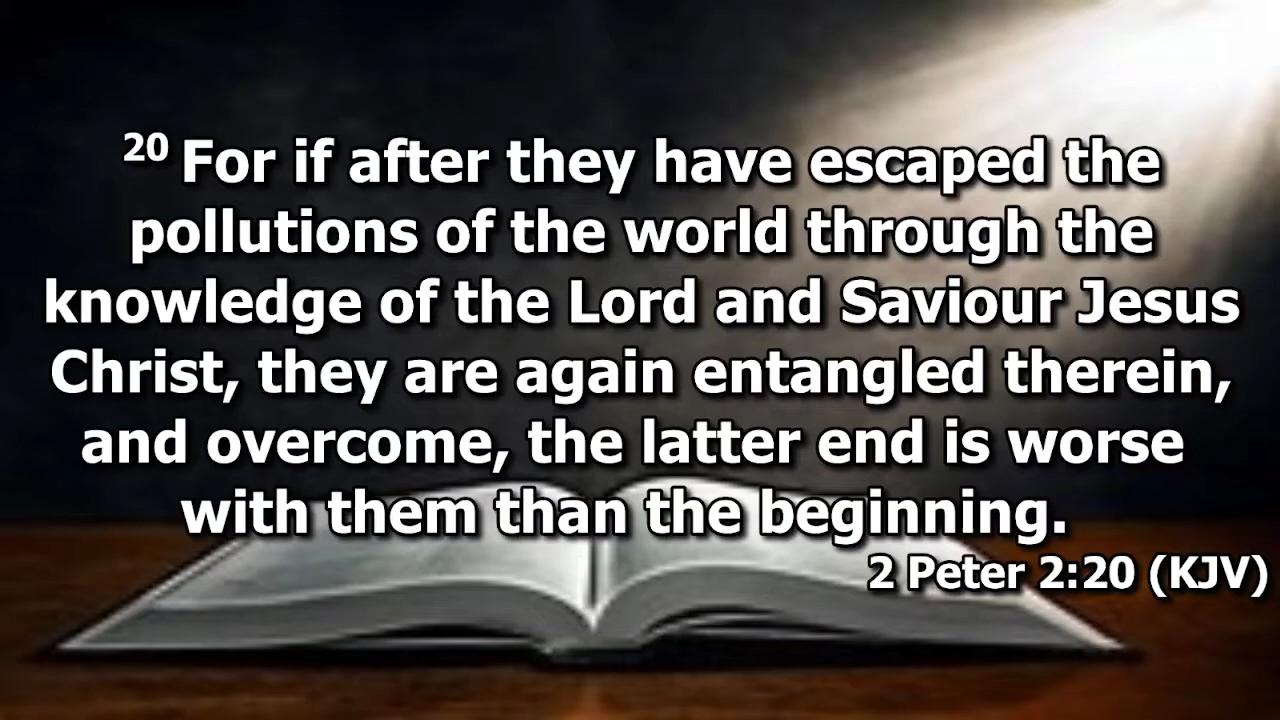 20 For if after they have escaped the
pollutions of the world through the
knowledge of the Lord and Saviour Jesus
Christ, they are again entangled therein,
and overcome, the latter end is worse
with them than the beginning.
2 Peter 2:20 (KJV)